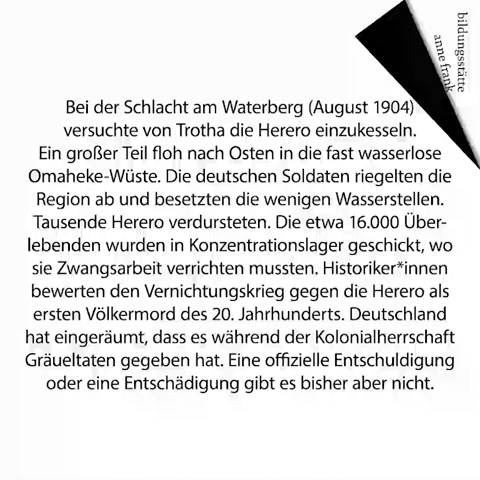 bildungsstätte
anne frank
Bei der Schlacht am Waterberg (August 1904)
versuchte von Trotha die Herero einzukesseln.
Ein großer Teil floh nach Osten in die fast wasserlose
Omaheke-Wüste. Die deutschen Soldaten riegelten die
Region ab und besetzten die wenigen Wasserstellen.
Tausende Herero verdursteten. Die etwa 16.000 Über-
lebenden wurden in Konzentrationslager geschickt, wo
sie Zwangsarbeit verrichten mussten. Historiker*innen
bewerten den Vernichtungskrieg gegen die Herero als
ersten Völkermord des 20. Jahrhunderts. Deutschland
hat eingeräumt, dass es während der Kolonialherrschaft
Gräueltaten gegeben hat. Eine offizielle Entschuldigung
oder eine Entschädigung gibt es bisher aber nicht.